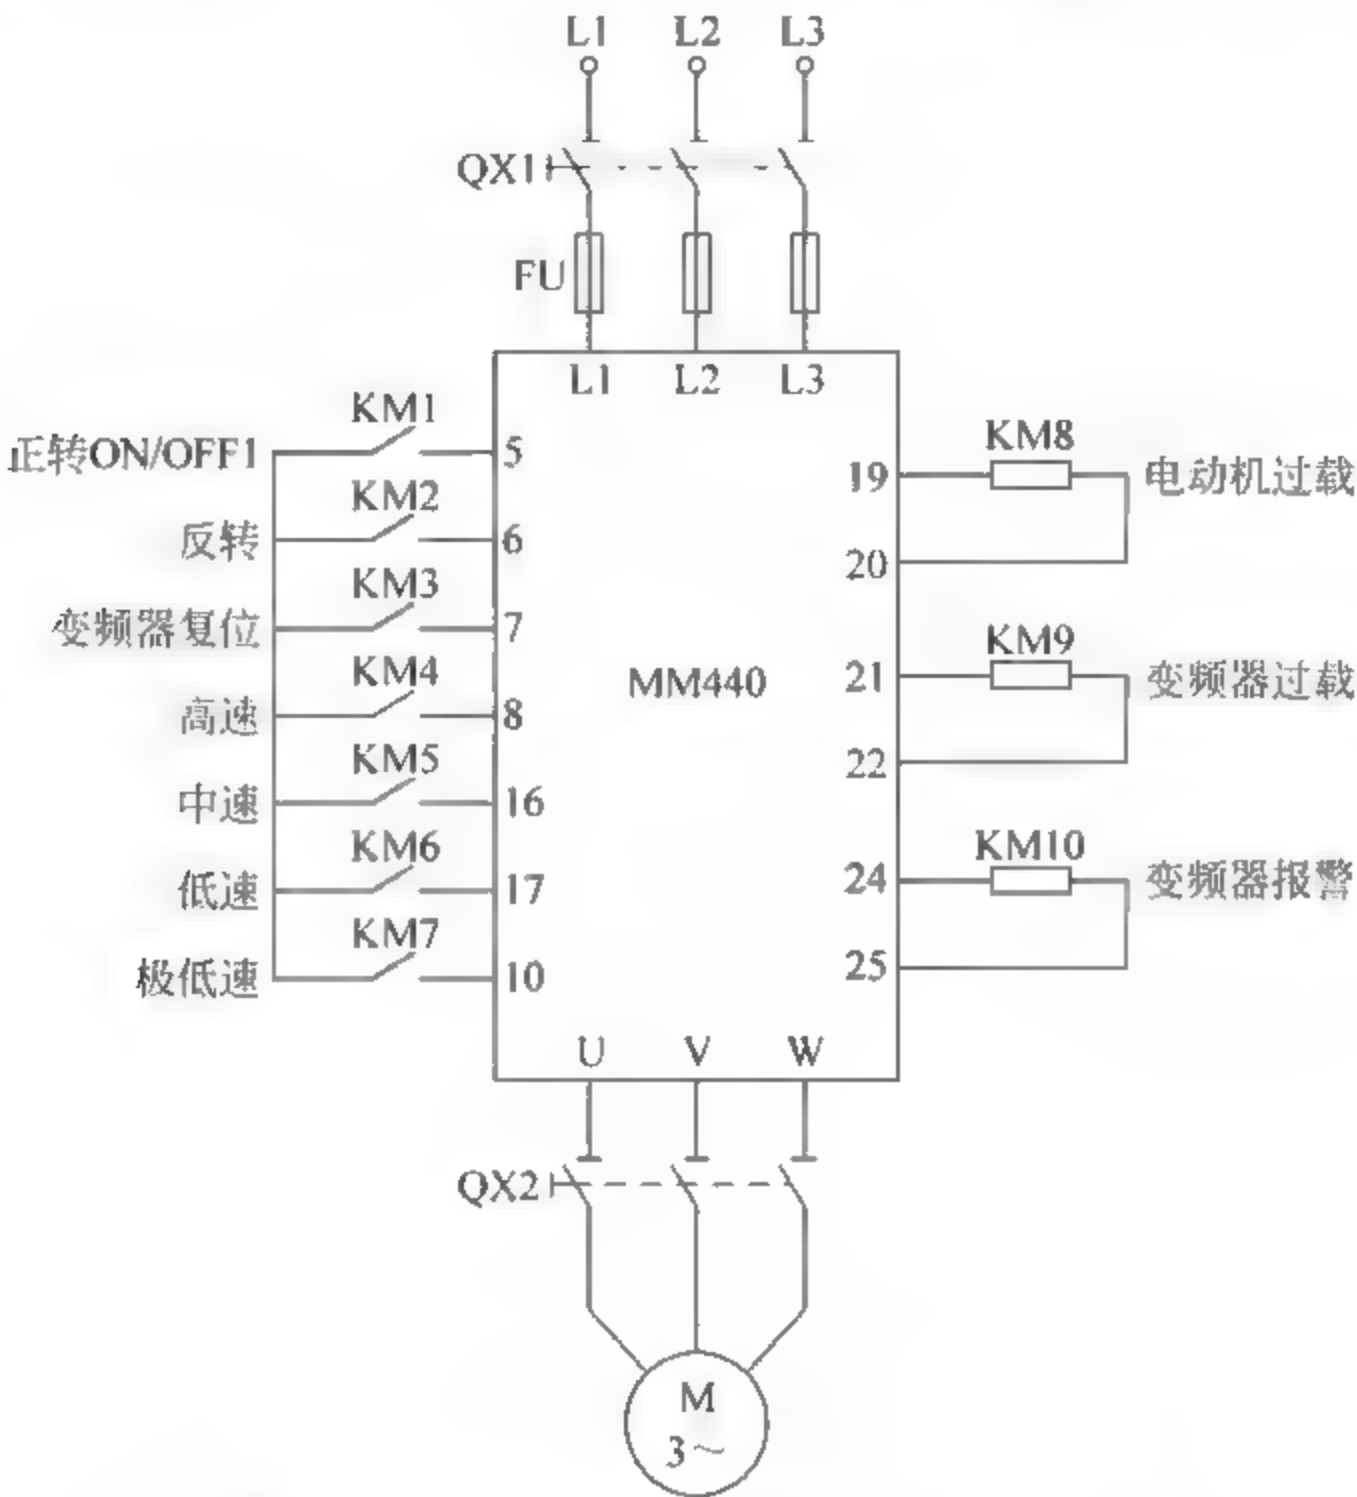 L1 L2 L3
QX1
FU
L1 L2 L3
KM1
正转ON/OFF1 5
KM2
反转 6
KM3
变频器复位 7
KM4
高速 8
KM5
中速 16
KM6
低速 17
KM7
极低速 10
MM440
KM8
19 电动机过载
20
KM9
21 变频器过载
22
KM10
24 变频器报警
25
U V W
QX2
M
3～